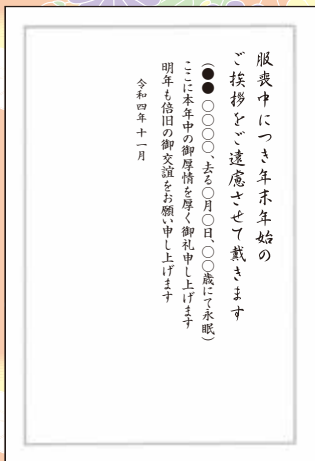 服喪中につき年末年始の
ご挨拶をご遠慮させて戴きます
(●● ○○○○、去る○月○日、○○歳にて永眠)
ここに本年中の御厚情を厚く御礼申し上げます
明年も倍旧の御交誼をお願い申し上げます
令和四年十一月